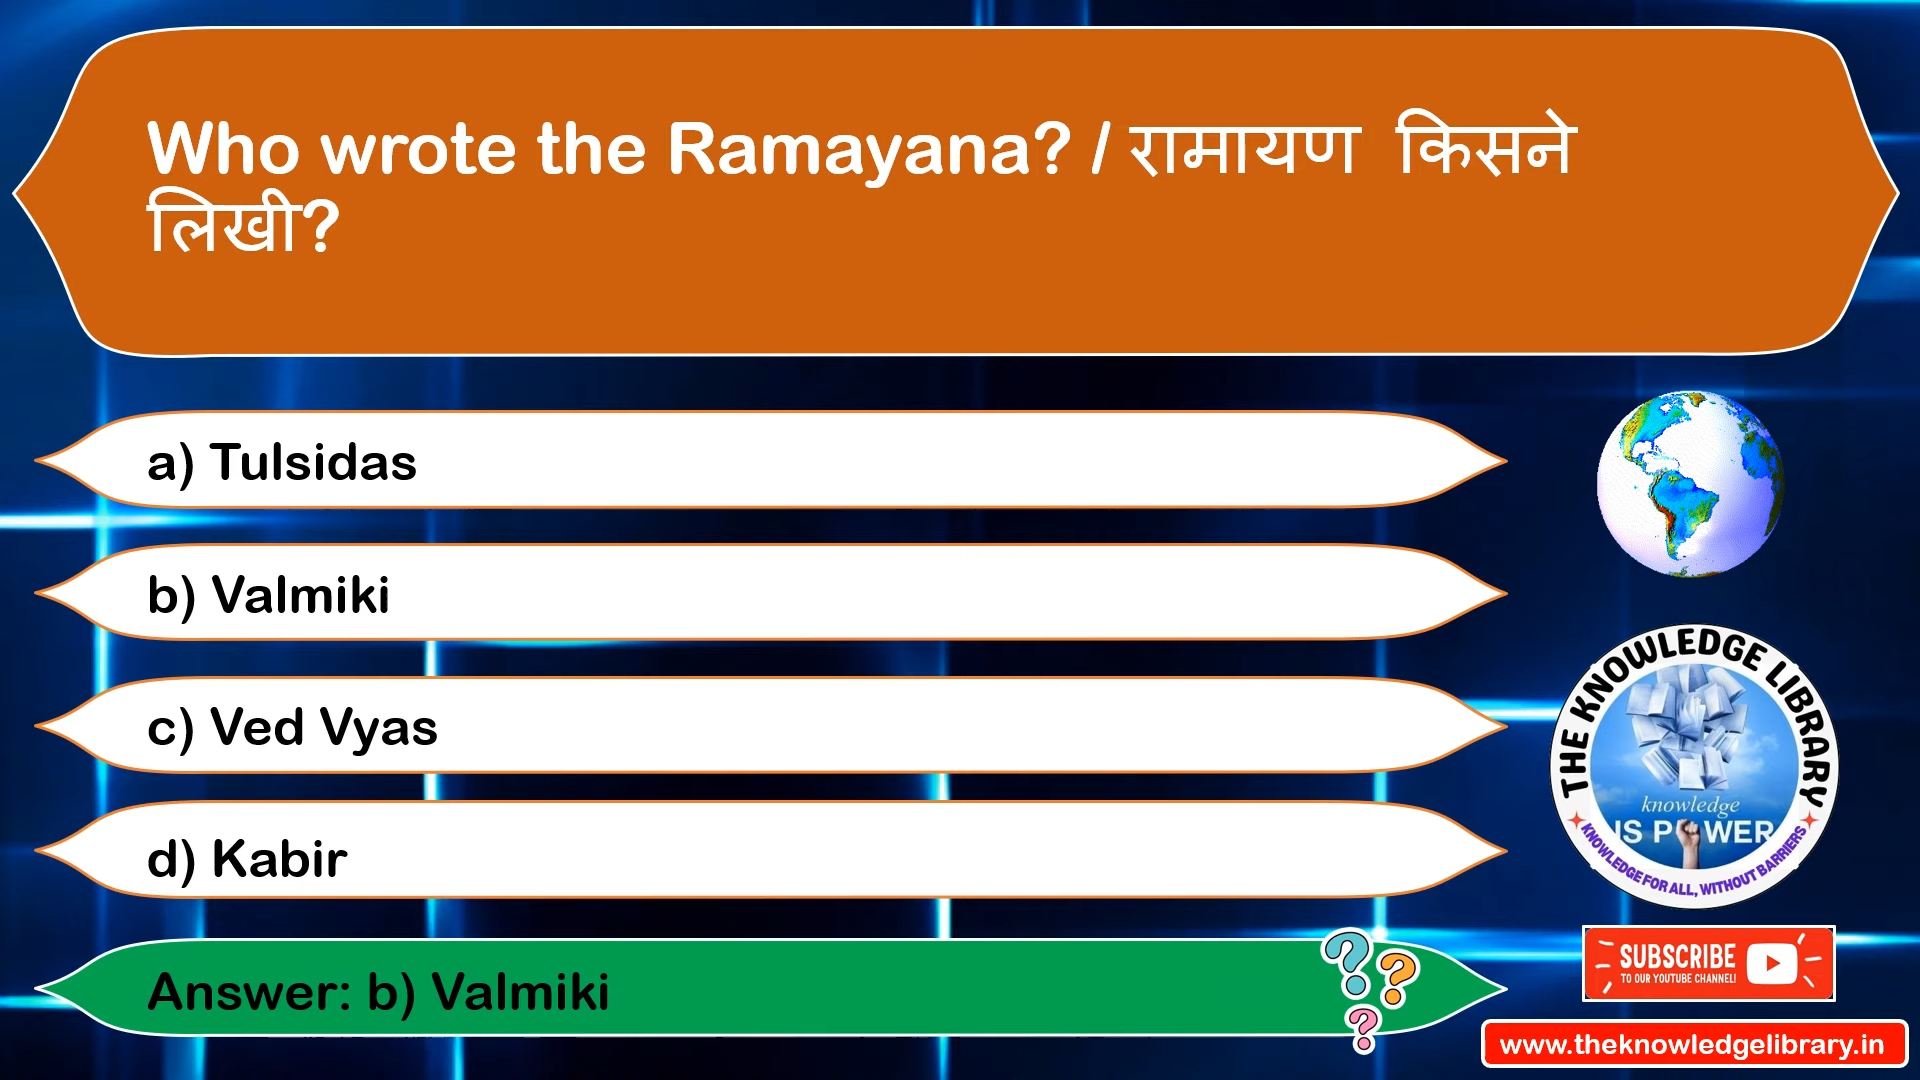 Who wrote the Ramayana? / रामायण किसने
लिखी?
a) Tulsidas
b) Valmiki
c) Ved Vyas
d) Kabir
Answer: b) Valmiki
THE KNOWLEDGE LIBRARY
knowledge
IS POWER
KNOWLEDGE FOR ALL, WITHOUT BARRIERS
SUBSCRIBE
TO OUR YOUTUBE CHANNEL!
www.theknowledgelibrary.in